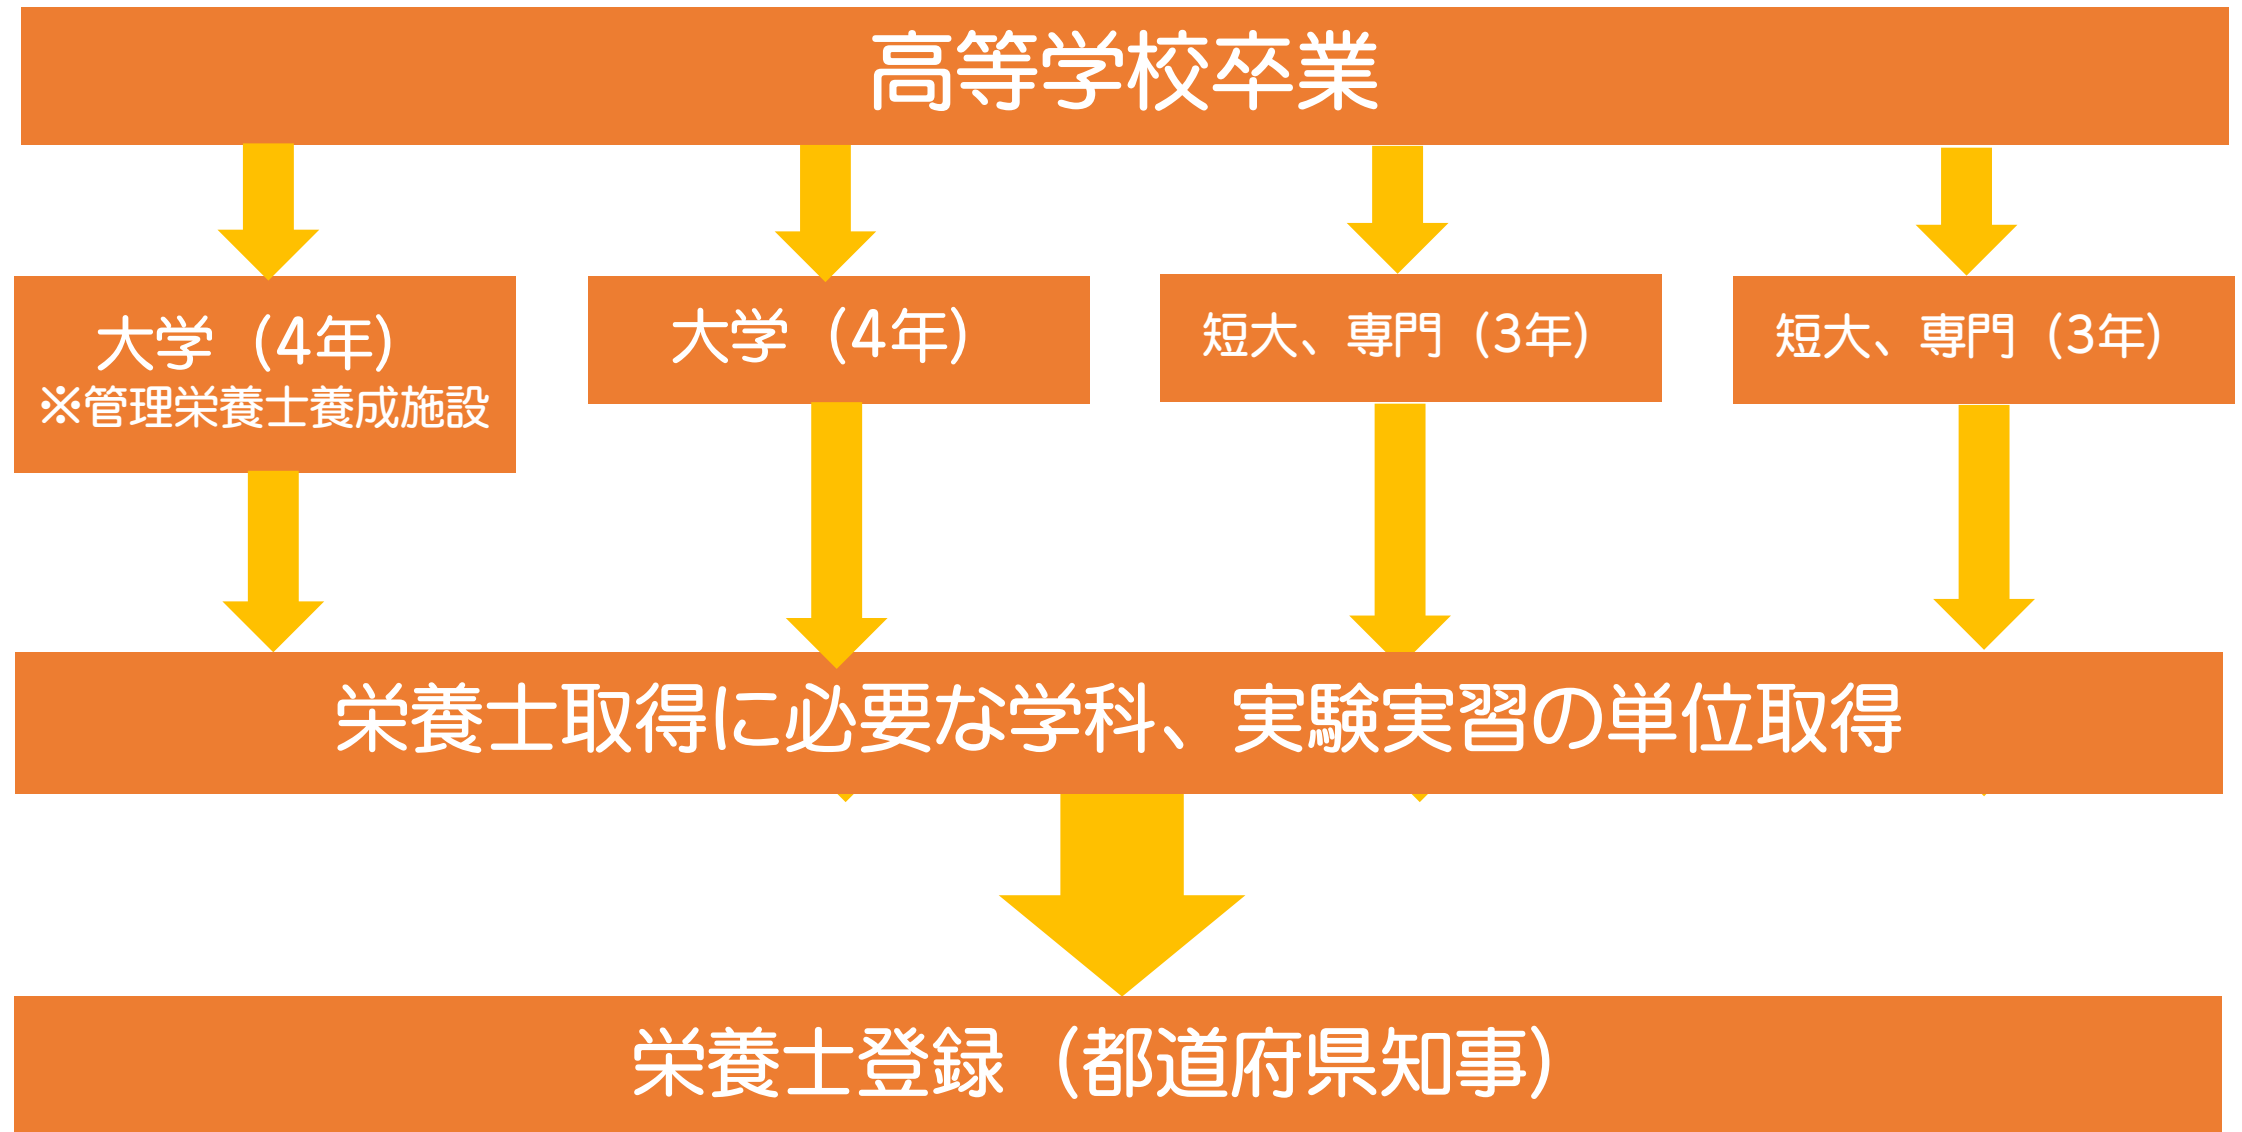 高等学校卒業
大学（4年）
※管理栄養士養成施設
大学（4年）
短大、専門（3年）
短大、専門（3年）
栄養士取得に必要な学科、実験実習の単位取得
栄養士登録（都道府県知事）